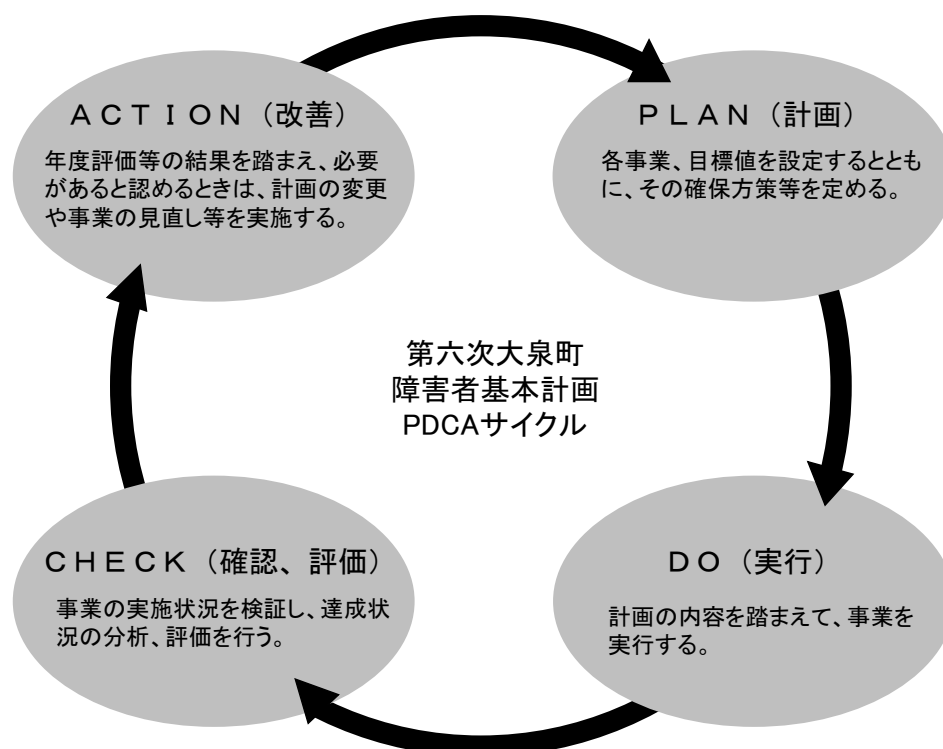 ＡＣＴＩＯＮ（改善）
年度評価等の結果を踏まえ、必要
があると認めるときは、計画の変更
や事業の見直し等を実施する。
ＰＬＡＮ（計画）
各事業、目標値を設定するととも
に、その確保方策等を定める。
第六次大泉町
障害者基本計画
PDCAサイクル
ＣＨＥＣＫ（確認、評価）
事業の実施状況を検証し、達成状
況の分析、評価を行う。
ＤＯ（実行）
計画の内容を踏まえて、事業を
実行する。